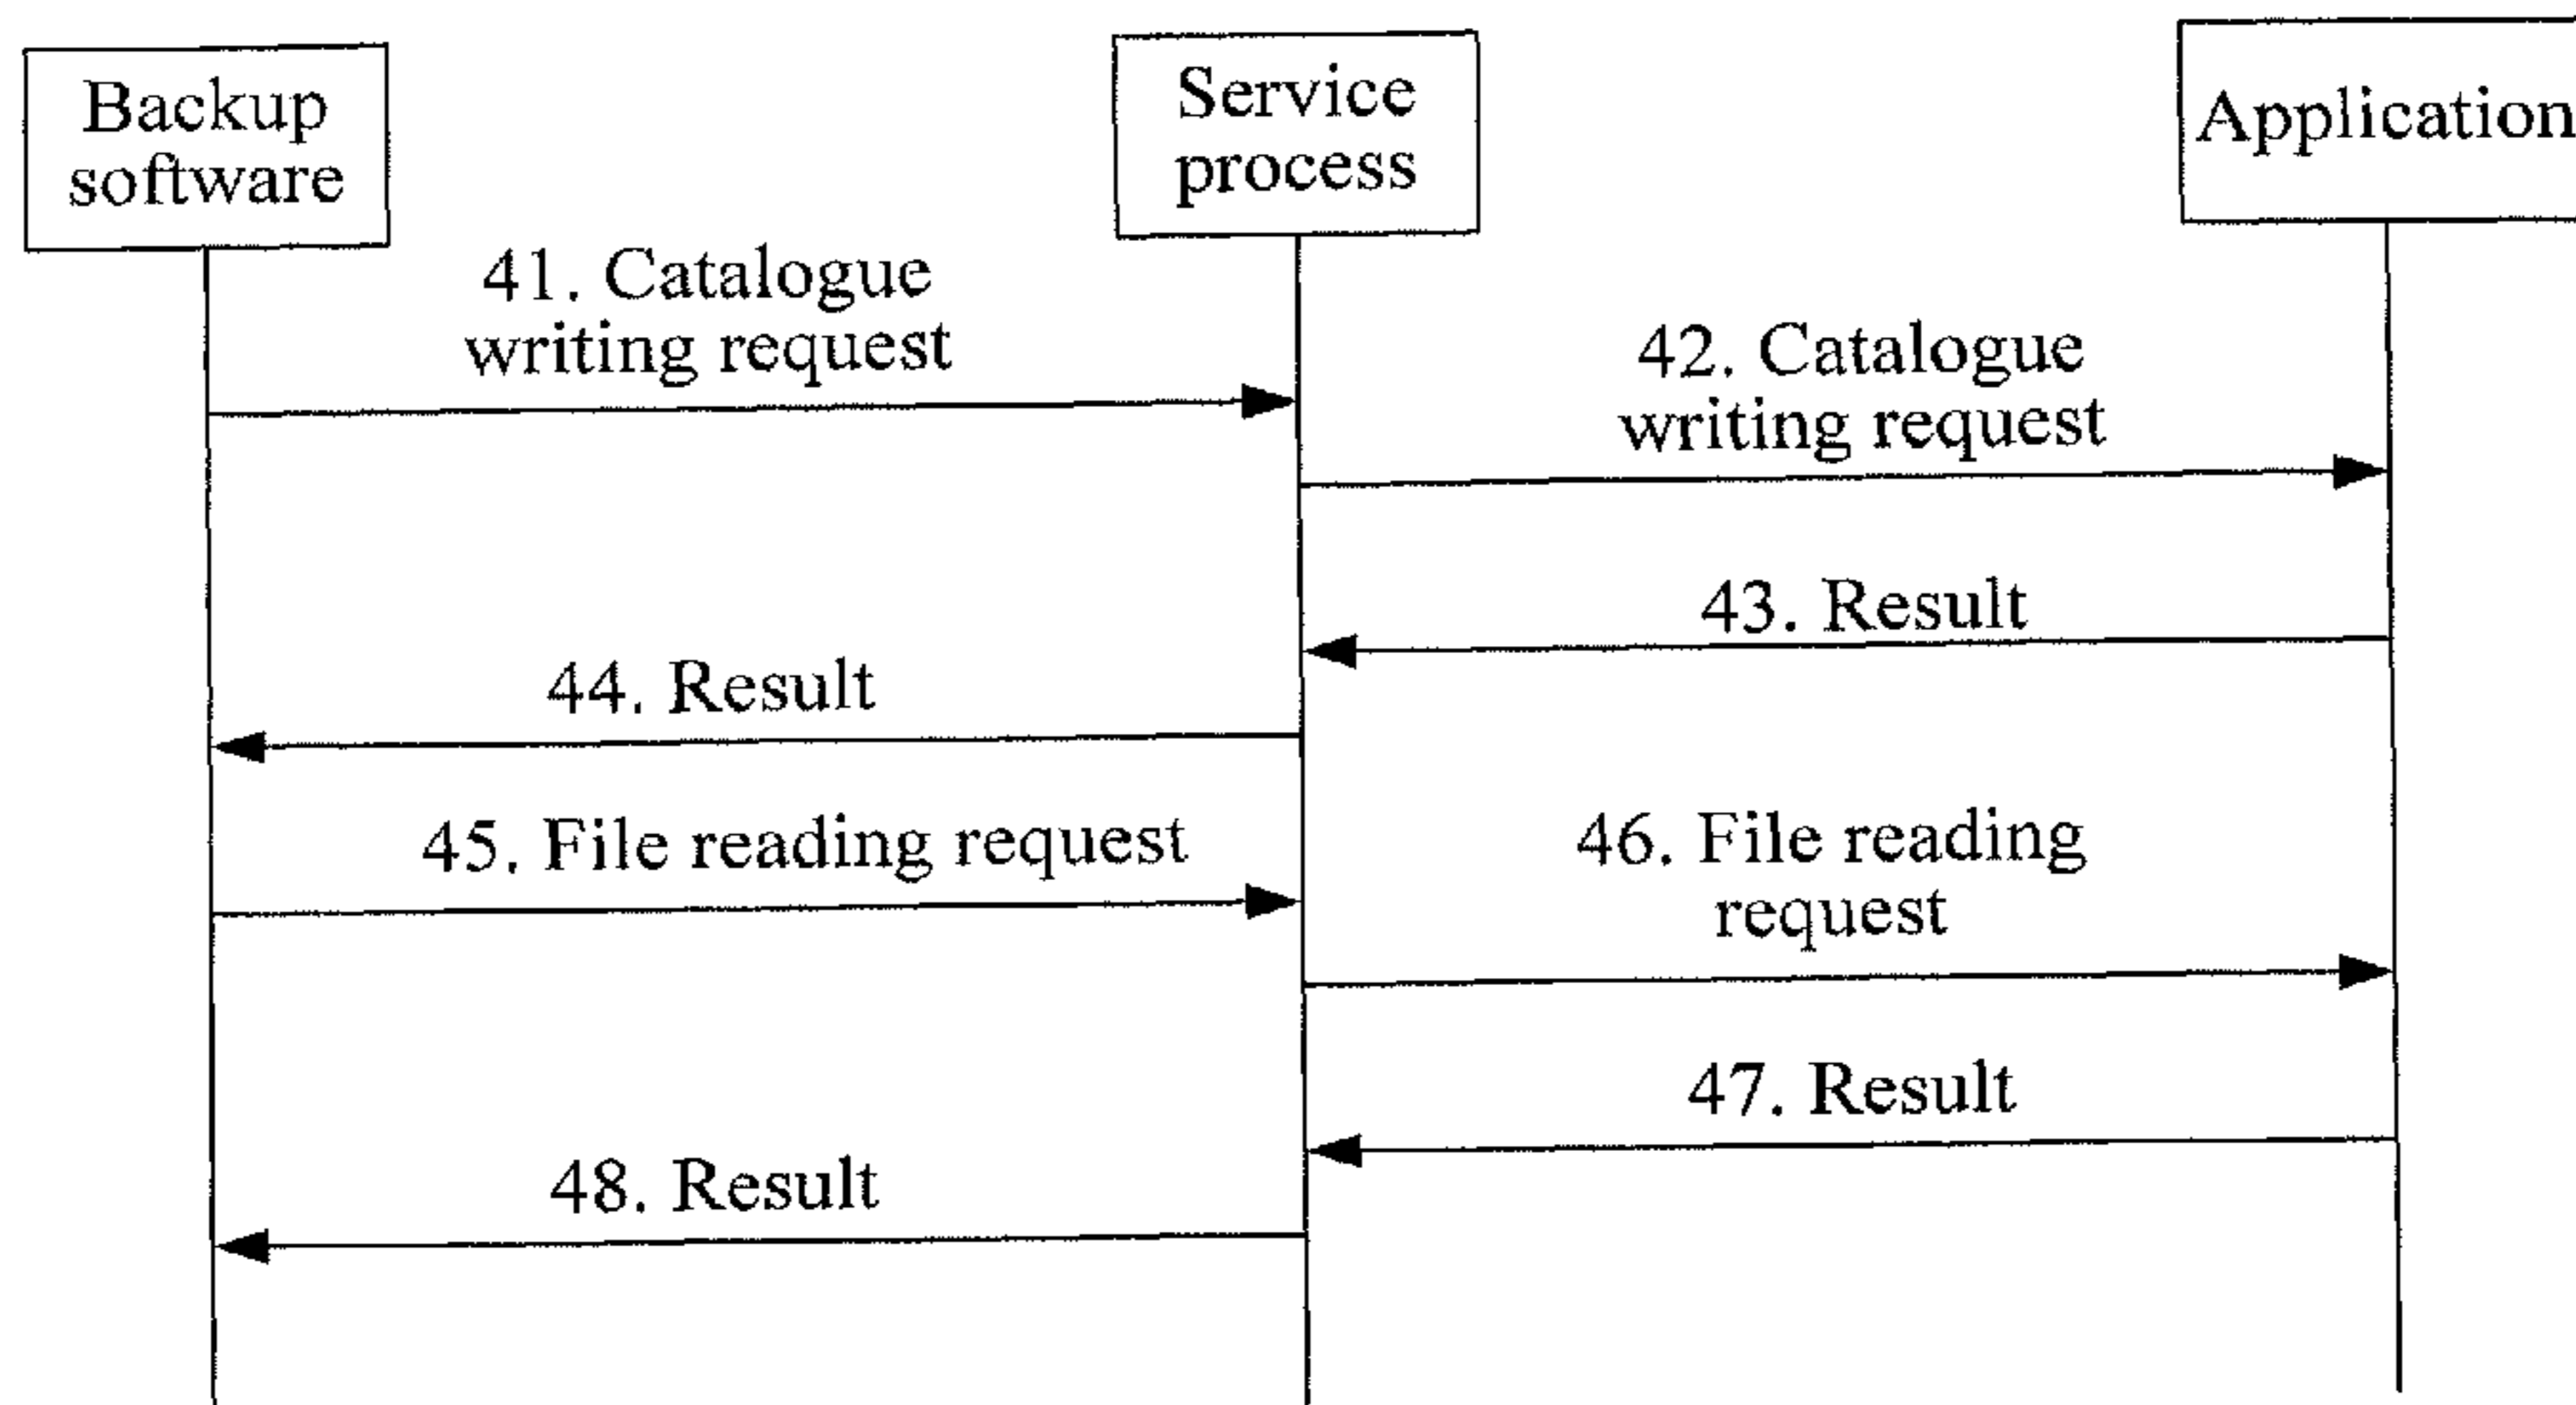 Backup
software
Service
process
Application
41. Catalogue
writing request
42. Catalogue
writing request
43. Result
44. Result
45. File reading request
46. File reading
request
47. Result
48. Result